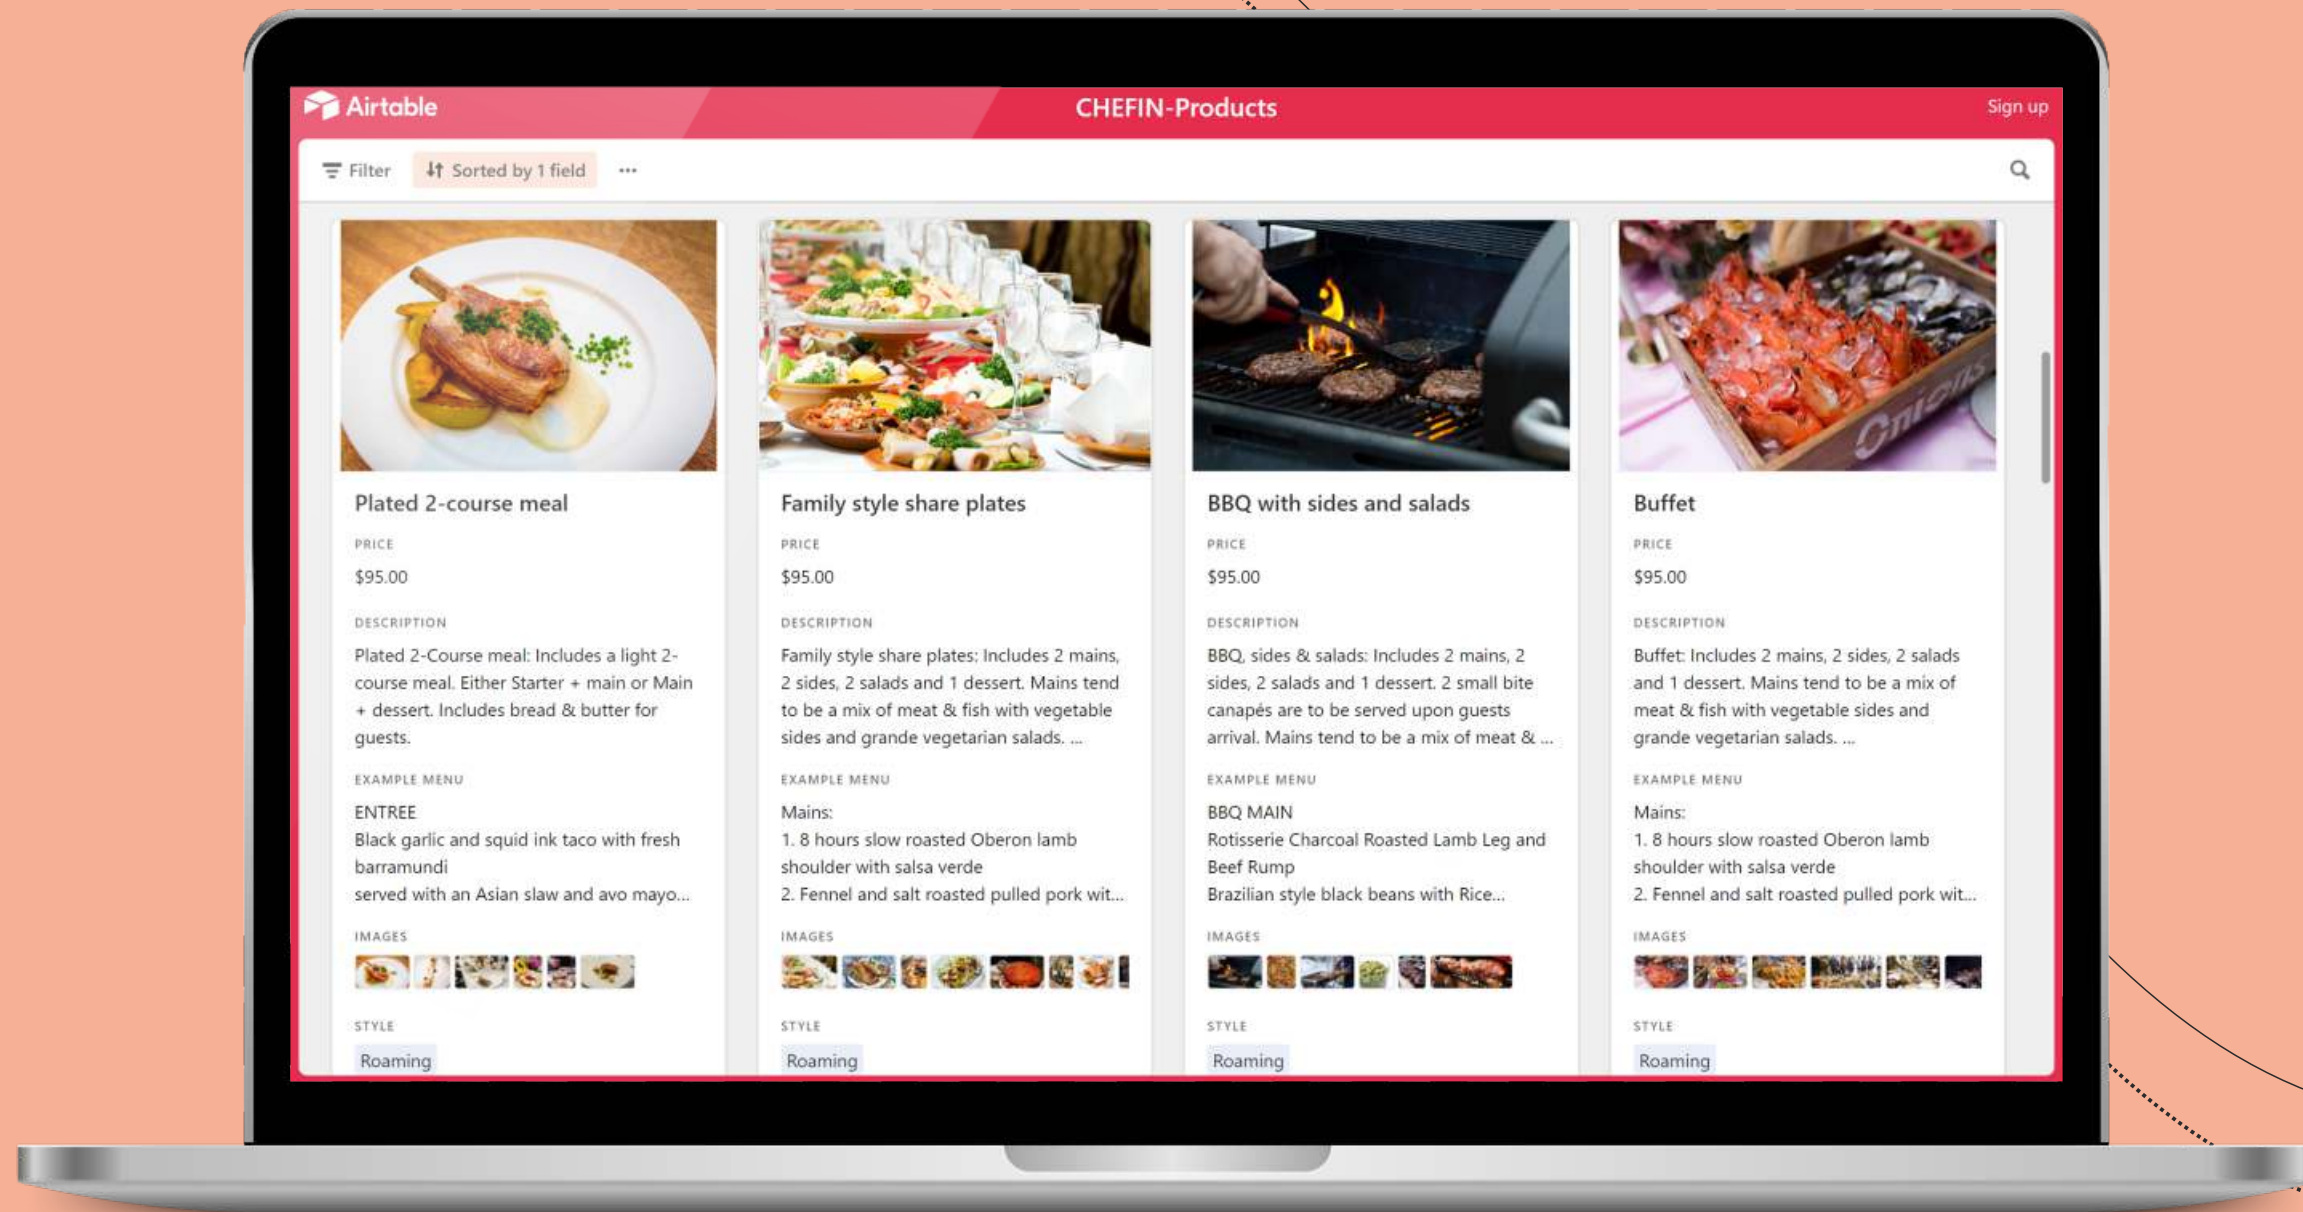 Airtable
CHEFIN-Products
Sign up
Filter
Sorted by 1 field
...
Onions
Plated 2-course meal
PRICE
$95.00
DESCRIPTION
Plated 2-Course meal: Includes a light 2-
course meal. Either Starter + main or Main
+ dessert. Includes bread & butter for
guests.
EXAMPLE MENU
ENTREE
Black garlic and squid ink taco with fresh
barramundi
served with an Asian slaw and avo mayo...
IMAGES
STYLE
Roaming
Family style share plates
PRICE
$95.00
DESCRIPTION
Family style share plates: Includes 2 mains,
2 sides, 2 salads and 1 dessert. Mains tend
to be a mix of meat & fish with vegetable
sides and grande vegetarian salads. ...
EXAMPLE MENU
Mains:
1. 8 hours slow roasted Oberon lamb
shoulder with salsa verde
2. Fennel and salt roasted pulled pork wit...
IMAGES
STYLE
Roaming
BBQ with sides and salads
PRICE
$95.00
DESCRIPTION
BBQ, sides & salads: Includes 2 mains, 2
sides, 2 salads and 1 dessert. 2 small bite
canapés are to be served upon guests
arrival. Mains tend to be a mix of meat & ...
EXAMPLE MENU
BBQ MAIN
Rotisserie Charcoal Roasted Lamb Leg and
Beef Rump
Brazilian style black beans with Rice...
IMAGES
STYLE
Roaming
Buffet
PRICE
$95.00
DESCRIPTION
Buffet: Includes 2 mains, 2 sides, 2 salads
and 1 dessert. Mains tend to be a mix of
meat & fish with vegetable sides and
grande vegetarian salads. ...
EXAMPLE MENU
Mains:
1. 8 hours slow roasted Oberon lamb
shoulder with salsa verde
2. Fennel and salt roasted pulled pork wit...
IMAGES
STYLE
Roaming